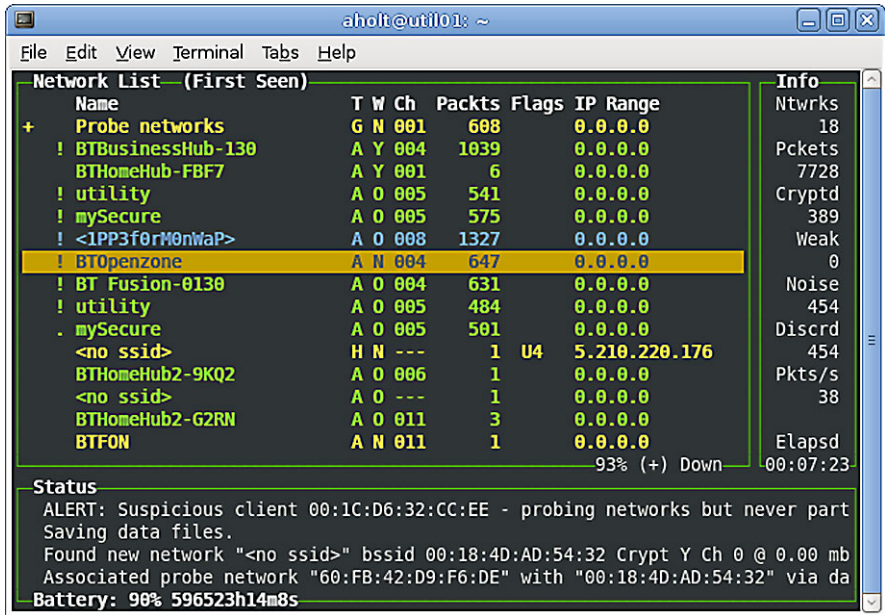 aholt@util01: ~
File Edit View Terminal Tabs Help
Network List (First Seen) Info
Name T W Ch Packts Flags IP Range Ntwrks
+ Probe networks G N 001 608 0.0.0.0 18
! BTBusinessHub-130 A Y 004 1039 0.0.0.0 Pckets
BTHomeHub-FBF7 A Y 001 6 0.0.0.0 7728
! utility A O 005 541 0.0.0.0 Cryptd
! mySecure A O 005 575 0.0.0.0 389
! <1PP3f0rM0nWaP> A O 008 1327 0.0.0.0 Weak
! BTOpenzone A N 004 647 0.0.0.0 0
! BT Fusion-0130 A O 004 631 0.0.0.0 Noise
! utility A O 005 484 0.0.0.0 454
. mySecure A O 005 501 0.0.0.0 Discrd
<no ssid> H N --- 1 U4 5.210.220.176 454
BTHomeHub2-9KQ2 A O 006 1 0.0.0.0 Pkts/s
<no ssid> A O --- 1 0.0.0.0 38
BTHomeHub2-G2RN A O 011 3 0.0.0.0
BTFON A N 011 1 0.0.0.0 Elapsd
93% (+) Down 00:07:23
Status
ALERT: Suspicious client 00:1C:D6:32:CC:EE - probing networks but never part
Saving data files.
Found new network "<no ssid>" bssid 00:18:4D:AD:54:32 Crypt Y Ch 0 @ 0.00 mb
Associated probe network "60:FB:42:D9:F6:DE" with "00:18:4D:AD:54:32" via da
Battery: 90% 596523h14m8s